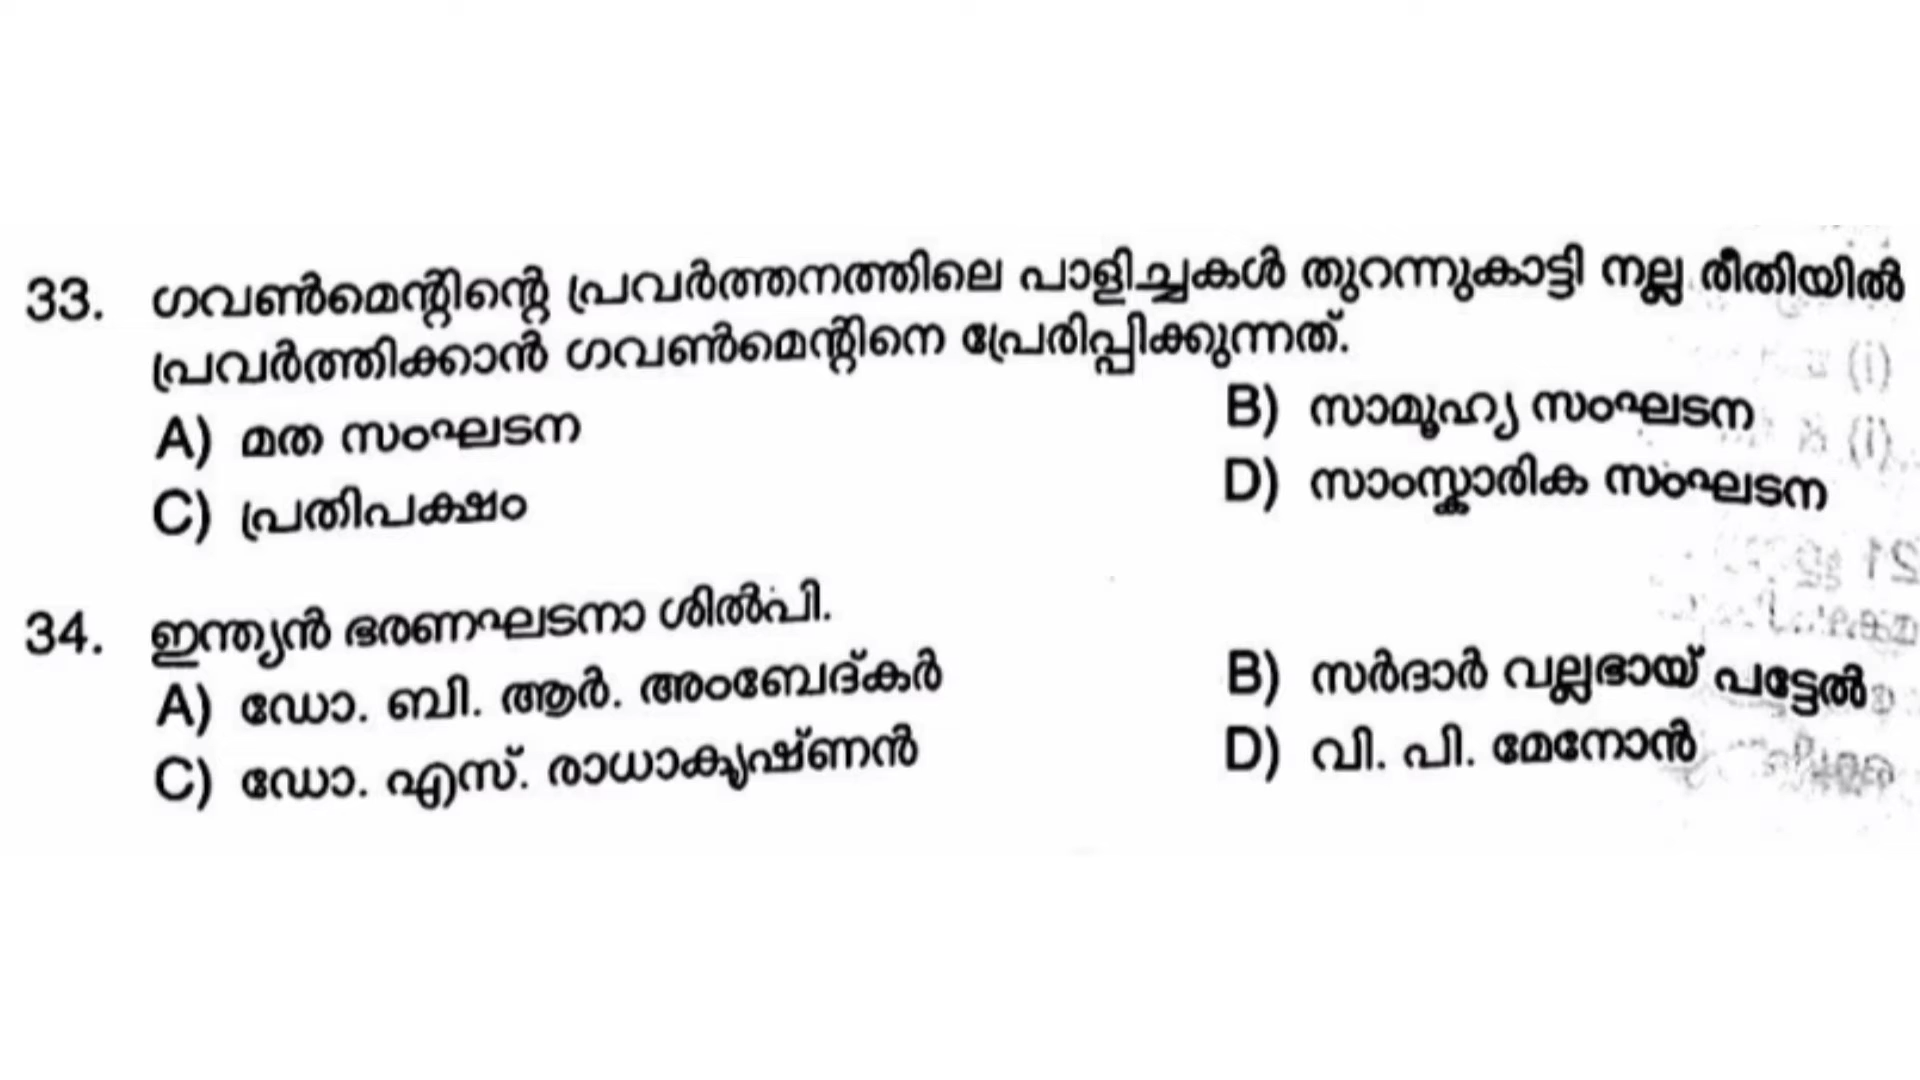 33. ഗവൺമെന്റിന്റെ പ്രവർത്തനത്തിലെ പാളിച്ചകൾ തുറന്നുകാട്ടി നല്ല രീതിയിൽ
പ്രവർത്തിക്കാൻ ഗവൺമെന്റിനെ പ്രേരിപ്പിക്കുന്നത്.
A) മത സംഘടന B) സാമൂഹ്യ സംഘടന
C) പ്രതിപക്ഷം D) സാംസ്കാരിക സംഘടന
34. ഇന്ത്യൻ ഭരണഘടനാ ശിൽപി.
A) ഡോ. ബി. ആർ. അംബേദ്കർ B) സർദാർ വല്ലഭായ് പട്ടേൽ
C) ഡോ. എസ്. രാധാകൃഷ്ണൻ D) വി. പി. മേനോൻ